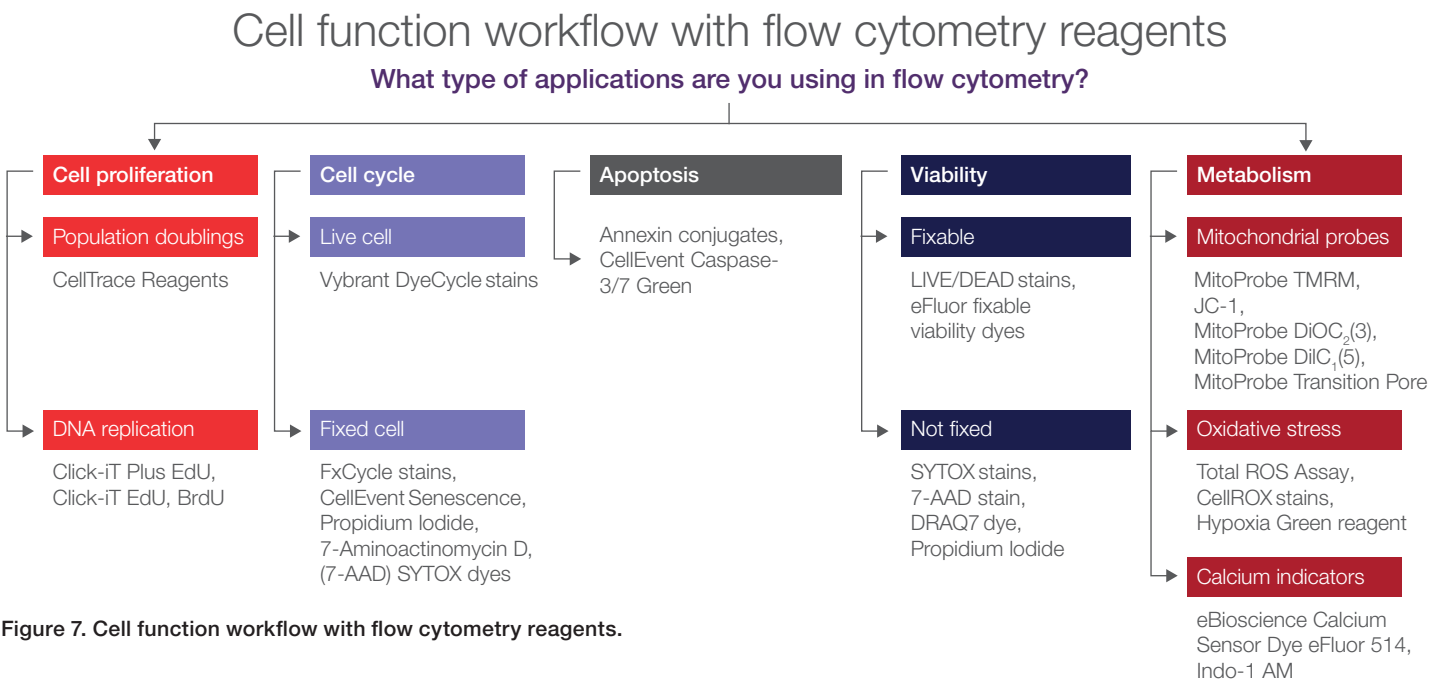 Cell function workflow with flow cytometry reagents
What type of applications are you using in flow cytometry?
Cell proliferation
Population doublings
CellTrace Reagents
DNA replication
Click-iT Plus EdU,
Click-iT EdU, BrdU
Cell cycle
Live cell
Vybrant DyeCycle stains
Fixed cell
FxCycle stains,
CellEvent Senescence,
Propidium Iodide,
7-Aminoactinomycin D,
(7-AAD) SYTOX dyes
Apoptosis
Annexin conjugates,
CellEvent Caspase-
3/7 Green
Viability
Fixable
LIVE/DEAD stains,
eFluor fixable
viability dyes
Not fixed
SYTOX stains,
7-AAD stain,
DRAQ7 dye,
Propidium Iodide
Metabolism
Mitochondrial probes
MitoProbe TMRM,
JC-1,
MitoProbe DiOC₂(3),
MitoProbe DilC₁(5),
MitoProbe Transition Pore
Oxidative stress
Total ROS Assay,
CellROX stains,
Hypoxia Green reagent
Calcium indicators
eBioscience Calcium
Sensor Dye eFluor 514,
Indo-1 AM
Figure 7. Cell function workflow with flow cytometry reagents.